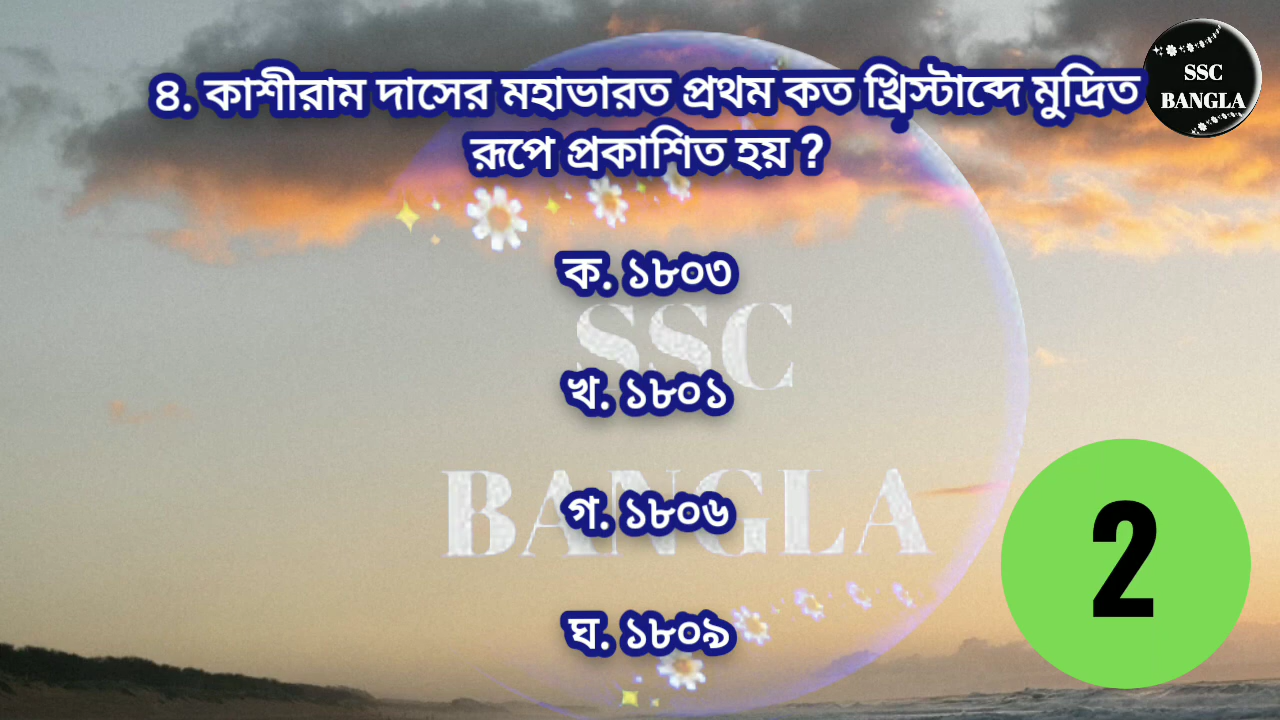 ৪. কাশীরাম দাসের মহাভারত প্রথম কত খ্রিস্টাব্দে মুদ্রিত
রূপে প্রকাশিত হয় ?
SSC
BANGLA
ক. ১৮০৩
SSC
খ. ১৮০১
BANGLA
গ. ১৮০৬
2
ঘ. ১৮০৯